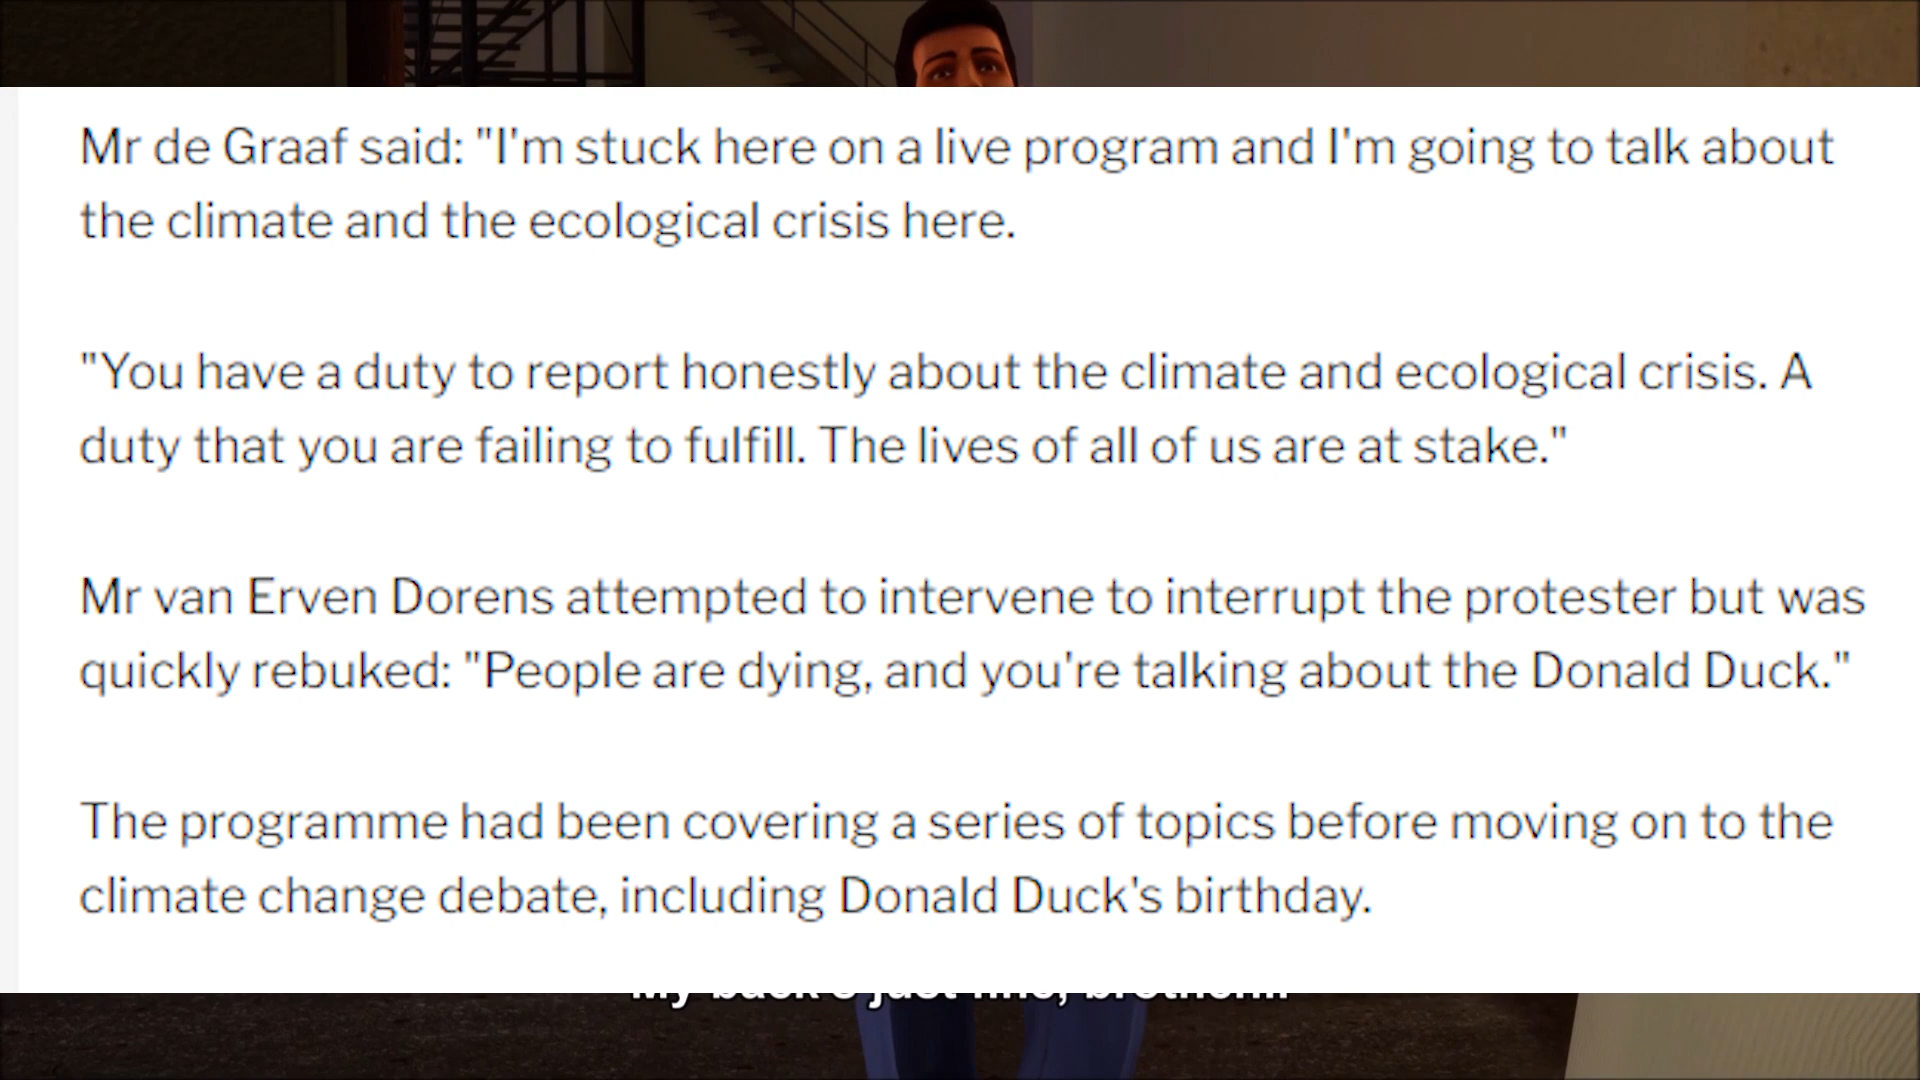 Mr de Graaf said: "I'm stuck here on a live program and I'm going to talk about
the climate and the ecological crisis here.
"You have a duty to report honestly about the climate and ecological crisis. A
duty that you are failing to fulfill. The lives of all of us are at stake."
Mr van Erven Dorens attempted to intervene to interrupt the protester but was
quickly rebuked: "People are dying, and you're talking about the Donald Duck."
The programme had been covering a series of topics before moving on to the
climate change debate, including Donald Duck's birthday.
My back's just fine, brother...